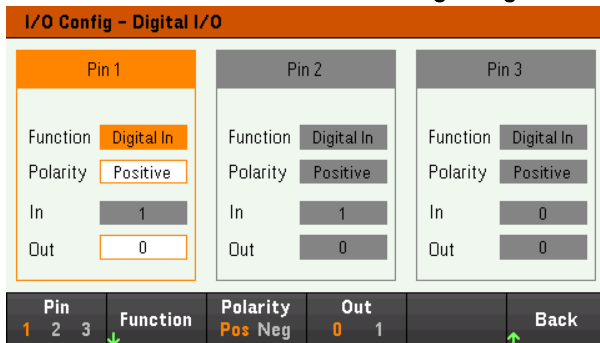 I/O Config - Digital I/O
Pin 1 Pin 2 Pin 3
Function Digital In Function Digital In Function Digital In
Polarity Positive Polarity Positive Polarity Positive
In 1 In 1 In 0
Out 0 Out 0 Out 0
Pin Function Polarity Out Back
1 2 3 Pos Neg 0 1